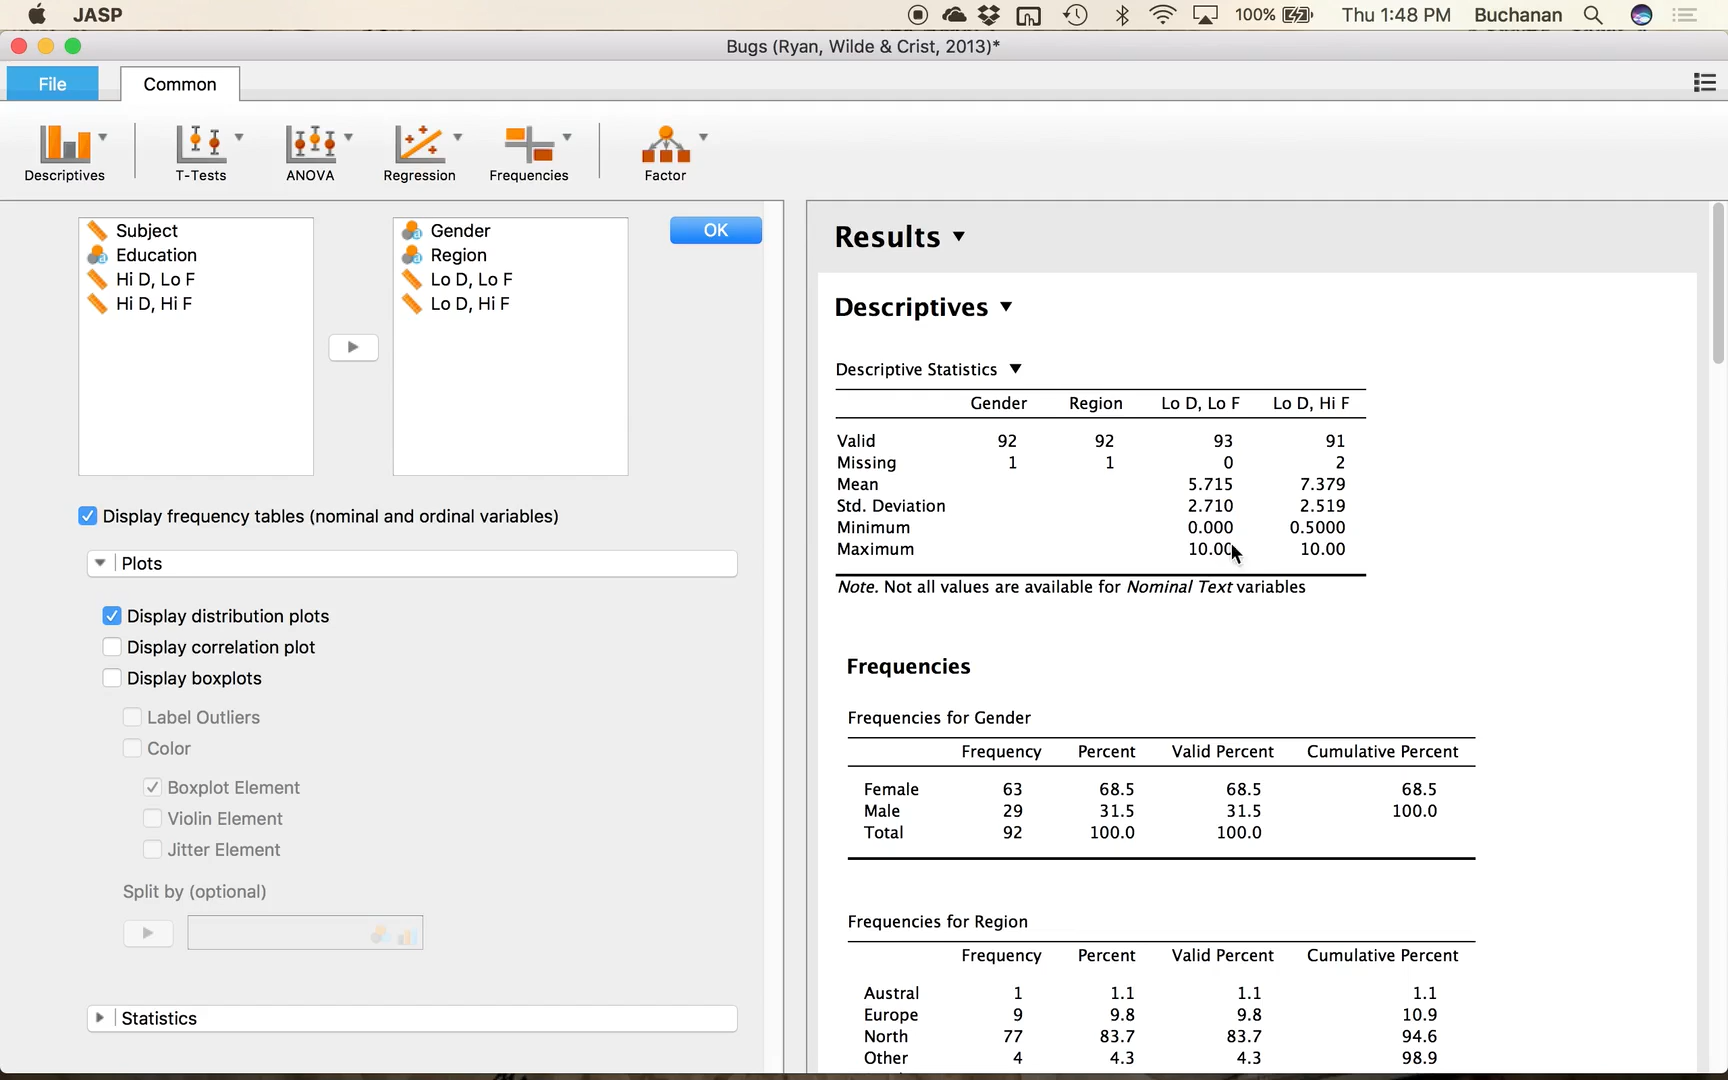 JASP 100% Thu 1:48 PM Buchanan
Bugs (Ryan, Wilde & Crist, 2013)*
File Common
Descriptives T-Tests ANOVA Regression Frequencies Factor
Subject
Education
Hi D, Lo F
Hi D, Hi F
Gender
Region
Lo D, Lo F
Lo D, Hi F
OK
Display frequency tables (nominal and ordinal variables)
Plots
Display distribution plots
Display correlation plot
Display boxplots
Label Outliers
Color
Boxplot Element
Violin Element
Jitter Element
Split by (optional)
Statistics
Results
Descriptives
Descriptive Statistics
Gender Region Lo D, Lo F Lo D, Hi F
Valid 92 92 93 91
Missing 1 1 0 2
Mean 5.715 7.379
Std. Deviation 2.710 2.519
Minimum 0.000 0.5000
Maximum 10.00 10.00
Note. Not all values are available for Nominal Text variables
Frequencies
Frequencies for Gender
Frequency Percent Valid Percent Cumulative Percent
Female 63 68.5 68.5 68.5
Male 29 31.5 31.5 100.0
Total 92 100.0 100.0
Frequencies for Region
Frequency Percent Valid Percent Cumulative Percent
Austral 1 1.1 1.1 1.1
Europe 9 9.8 9.8 10.9
North 77 83.7 83.7 94.6
Other 4 4.3 4.3 98.9